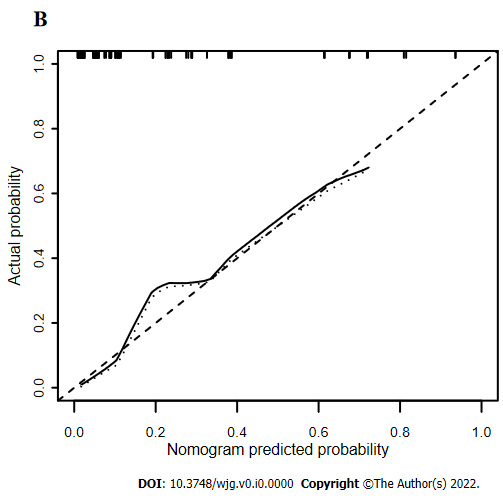 B
Actual probability
1.0
0.8
0.6
0.4
0.2
0.0
0.0 0.2 0.4 0.6 0.8 1.0
Nomogram predicted probability
DOI: 10.3748/wjg.v0.i0.0000 Copyright ©The Author(s) 2022.